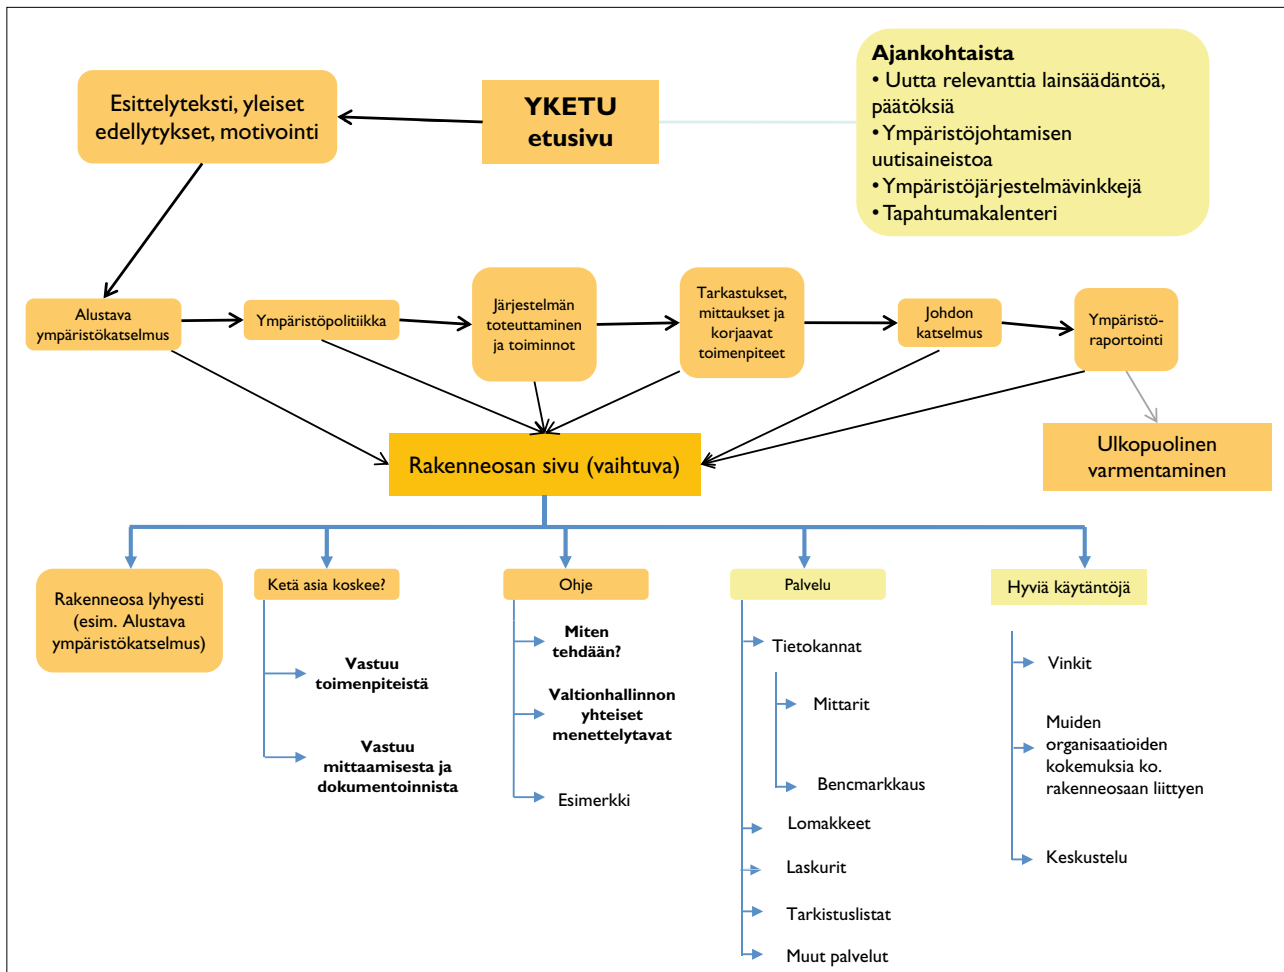 Esittelyteksti, yleiset
edellytykset, motivointi
YKETU
etusivu
Ajankohtaista
• Uutta relevanttia lainsäädäntöä,
päätöksiä
• Ympäristöjohtamisen
uutisaineistoa
• Ympäristöjärjestelmävinkkejä
• Tapahtumakalenteri
Alustava
ympäristökatselmus
Ympäristöpolitiikka
Järjestelmän
toteuttaminen
ja toiminnot
Tarkastukset,
mittaukset ja
korjaavat
toimenpiteet
Johdon
katselmus
Ympäristö-
raportointi
Rakenneosan sivu (vaihtuva)
Ulkopuolinen
varmentaminen
Rakenneosa lyhyesti
(esim. Alustava
ympäristökatselmus)
Ketä asia koskee?
Vastuu
toimenpiteistä
Vastuu
mittaamisesta ja
dokumentoinnista
Ohje
Miten
tehdään?
Valtionhallinnon
yhteiset
menettelytavat
Esimerkki
Palvelu
Tietokannat
Mittarit
Bencmarkkaus
Lomakkeet
Laskurit
Tarkistuslistat
Muut palvelut
Hyviä käytäntöjä
Vinkit
Muiden
organisaatioiden
kokemuksia ko.
rakenneosaan liittyen
Keskustelu